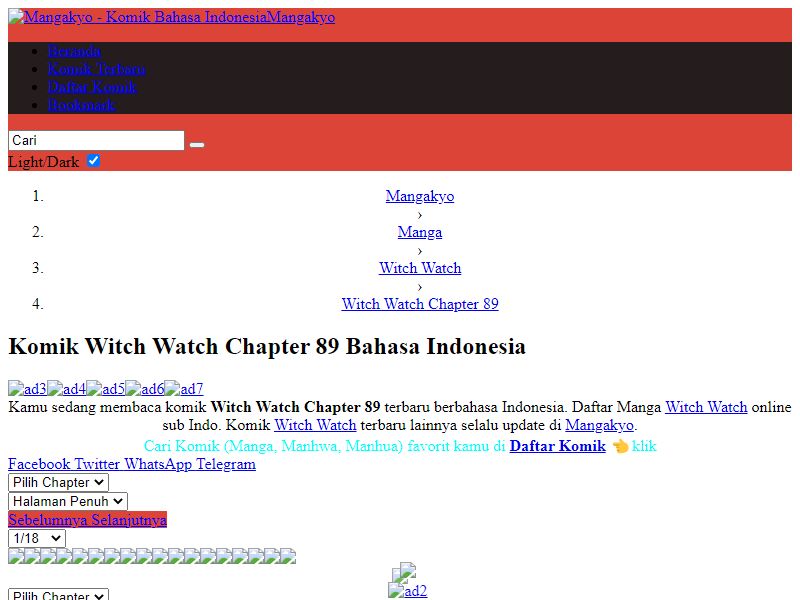 Mangakyo - Komik Bahasa IndonesiaMangakyo
Beranda
Komik Terbaru
Daftar Komik
Bookmark
Cari
Light/Dark
1. Mangakyo
›
2. Manga
›
3. Witch Watch
›
4. Witch Watch Chapter 89
Komik Witch Watch Chapter 89 Bahasa Indonesia
ad3 ad4 ad5 ad6 ad7
Kamu sedang membaca komik Witch Watch Chapter 89 terbaru berbahasa Indonesia. Daftar Manga Witch Watch online
sub Indo. Komik Witch Watch terbaru lainnya selalu update di Mangakyo.
Cari Komik (Manga, Manhwa, Manhua) favorit kamu di Daftar Komik 👈 klik
Facebook Twitter WhatsApp Telegram
Pilih Chapter
Halaman Penuh
Sebelumnya Selanjutnya
1/18
ad2
Pilih Chapter